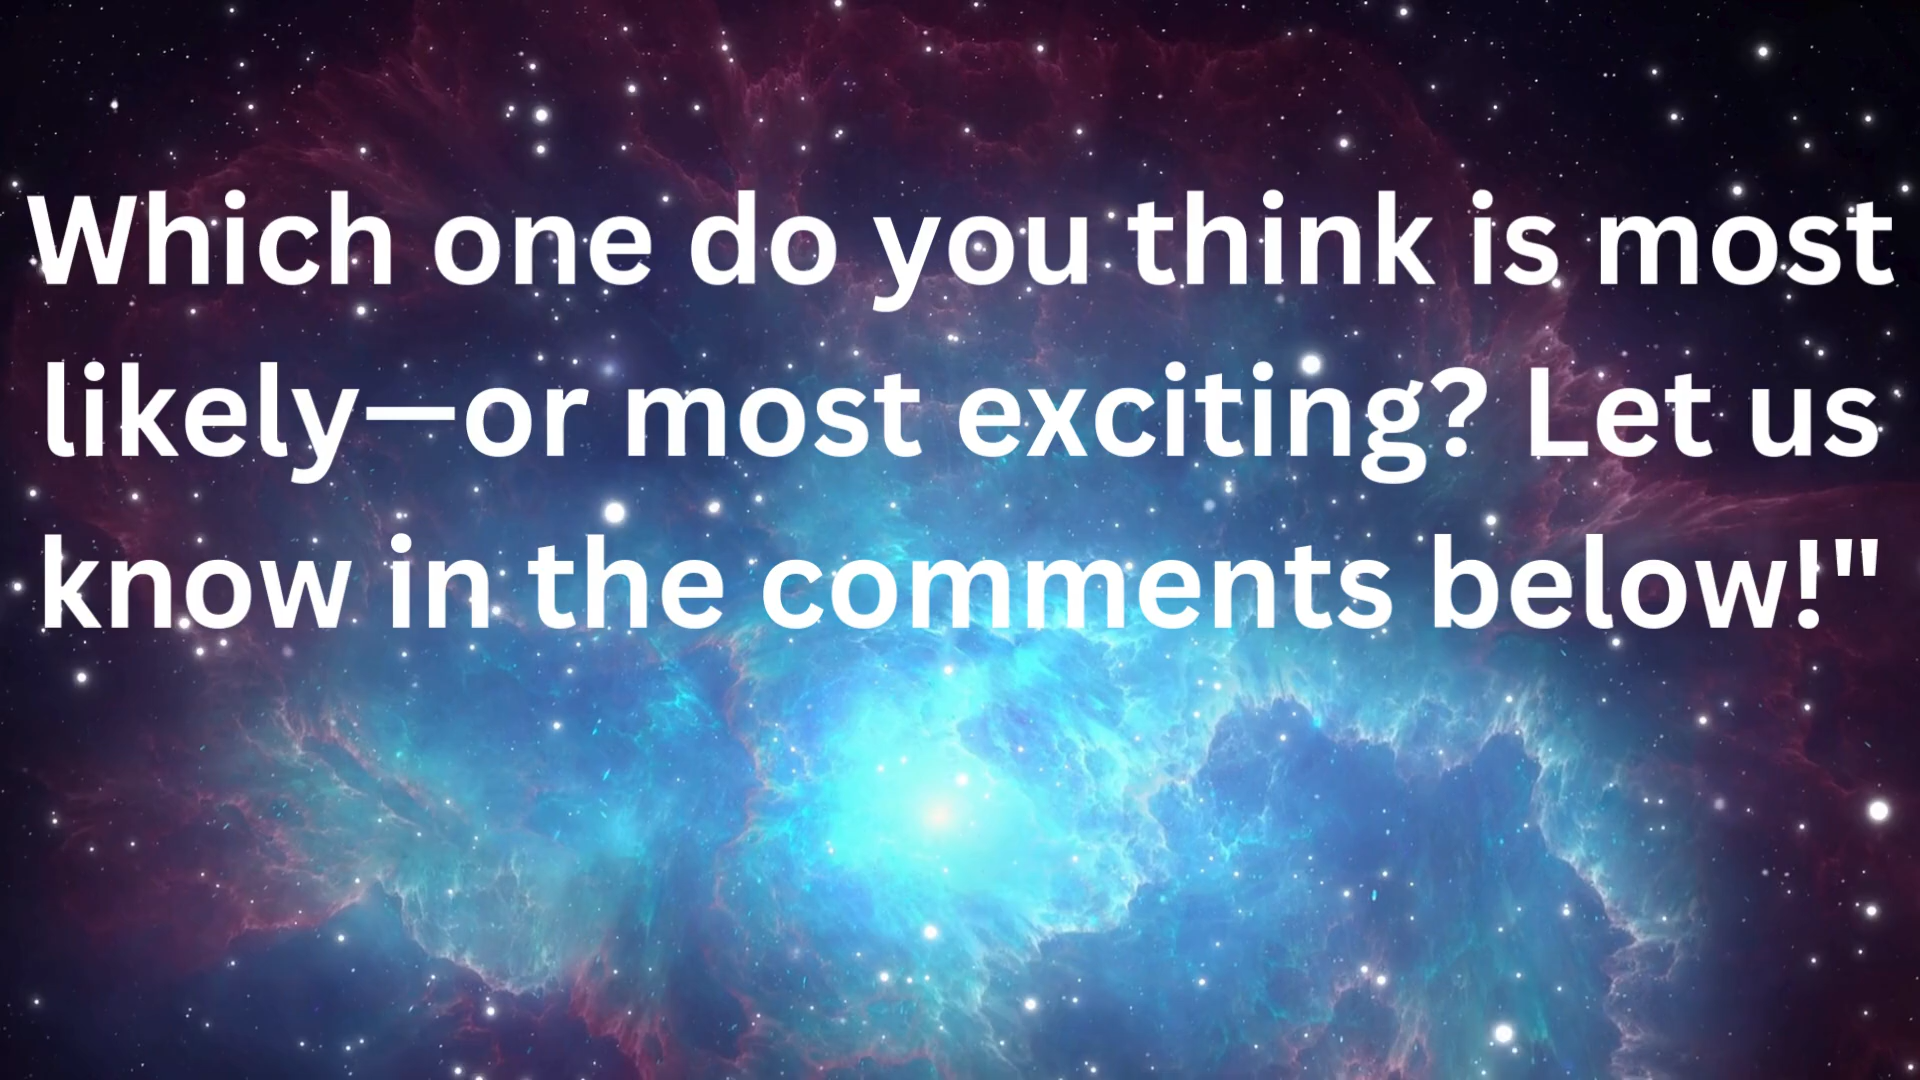 Which one do you think is most
likely—or most exciting? Let us
know in the comments below!"